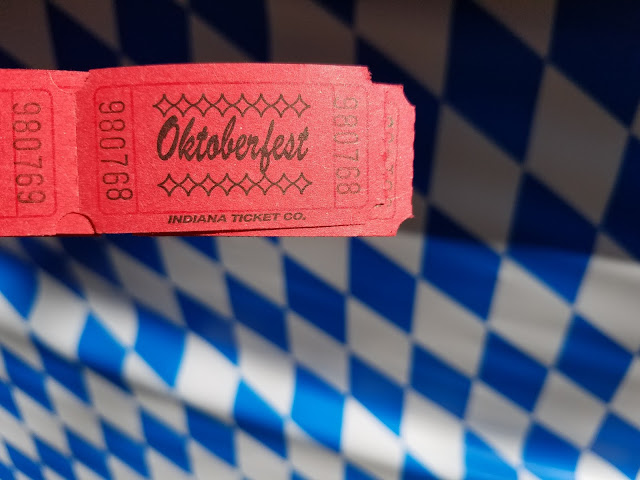 980769
980768
Oktoberfest
980768
INDIANA TICKET CO.